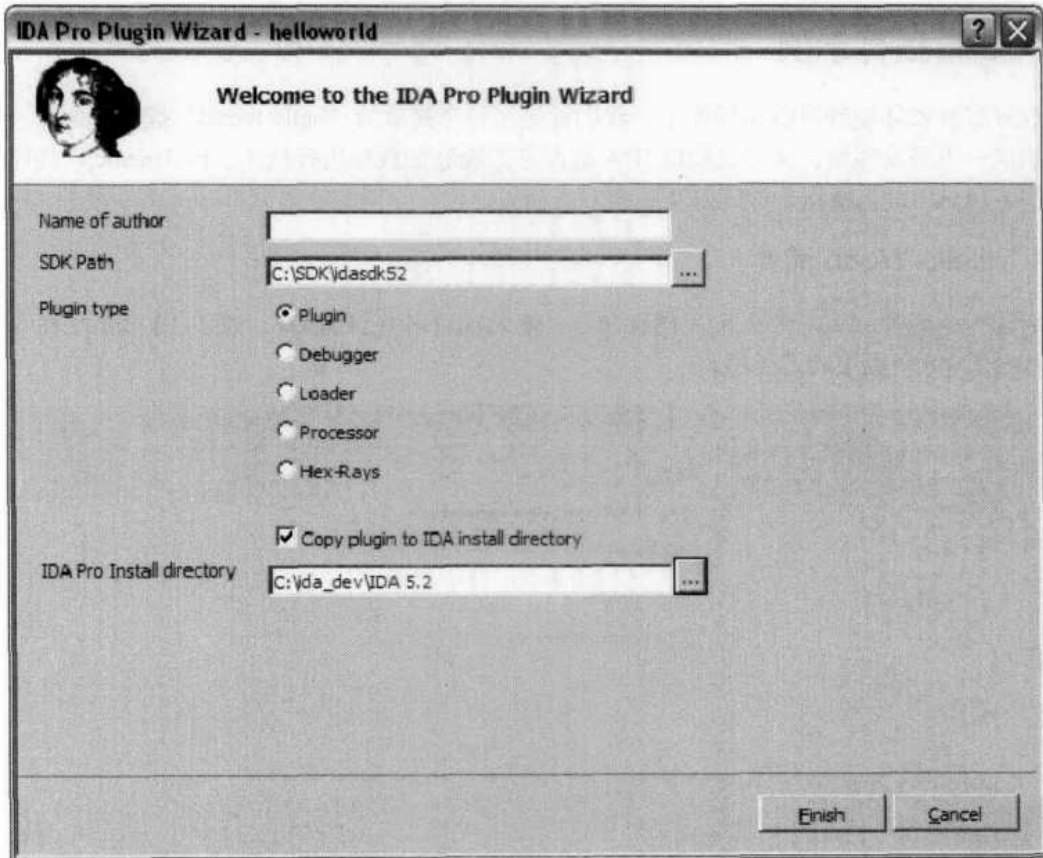 IDA Pro Plugin Wizard - helloworld
Welcome to the IDA Pro Plugin Wizard
Name of author
SDK Path
C:\SDK\idasdk52
...
Plugin type
Plugin
Debugger
Loader
Processor
Hex-Rays
Copy plugin to IDA install directory
IDA Pro Install directory
C:\ida_dev\IDA 5.2
...
Finish
Cancel